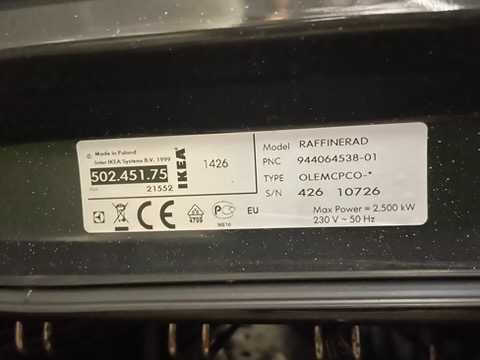 © Made in Poland
Inter IKEA Systems B.V. 1999
502.451.75
21552
IKEA
1426
Model RAFFINERAD
PNC 944064538-01
TYPE OLEMCPCO-*
S/N 426 10726
CE
EU
Max Power = 2.500 kW
230 V ~ 50 Hz